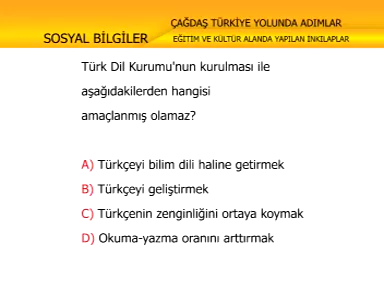 ÇAĞDAŞ TÜRKİYE YOLUNDA ADIMLAR
SOSYAL BİLGİLER
EĞİTİM VE KÜLTÜR ALANDA YAPILAN İNKILAPLAR
Türk Dil Kurumu'nun kurulması ile
aşağıdakilerden hangisi
amaçlanmış olamaz?
A) Türkçeyi bilim dili haline getirmek
B) Türkçeyi geliştirmek
C) Türkçenin zenginliğini ortaya koymak
D) Okuma-yazma oranını arttırmak